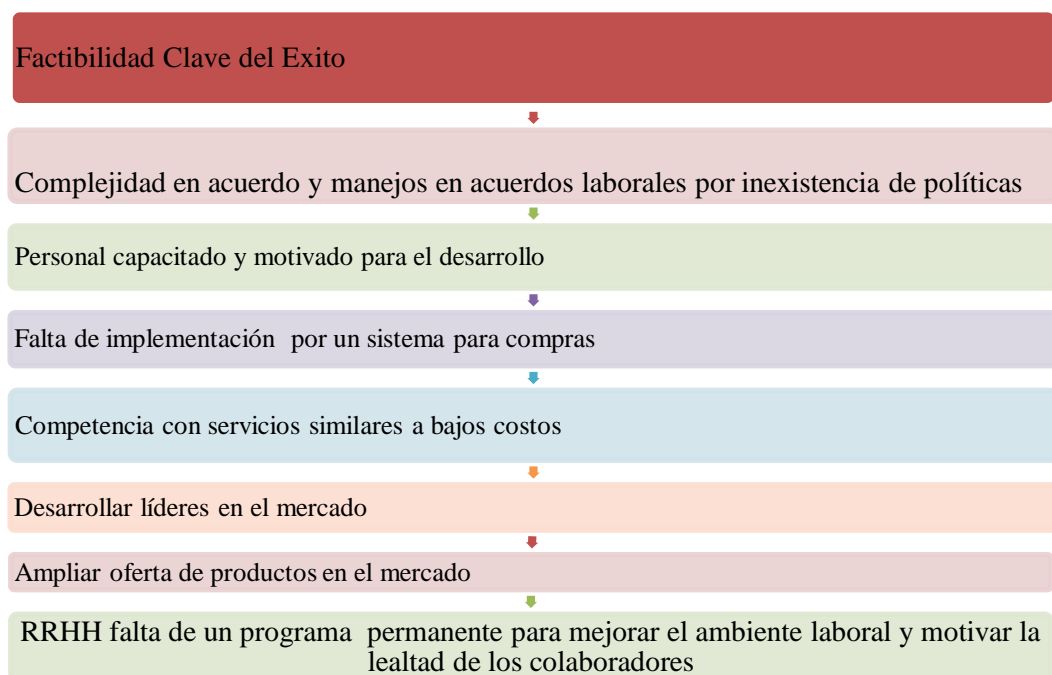 Factibilidad Clave del Exito
Complejidad en acuerdo y manejos en acuerdos laborales por inexistencia de políticas
Personal capacitado y motivado para el desarrollo
Falta de implementación por un sistema para compras
Competencia con servicios similares a bajos costos
Desarrollar líderes en el mercado
Ampliar oferta de productos en el mercado
RRHH falta de un programa permanente para mejorar el ambiente laboral y motivar la
lealtad de los colaboradores